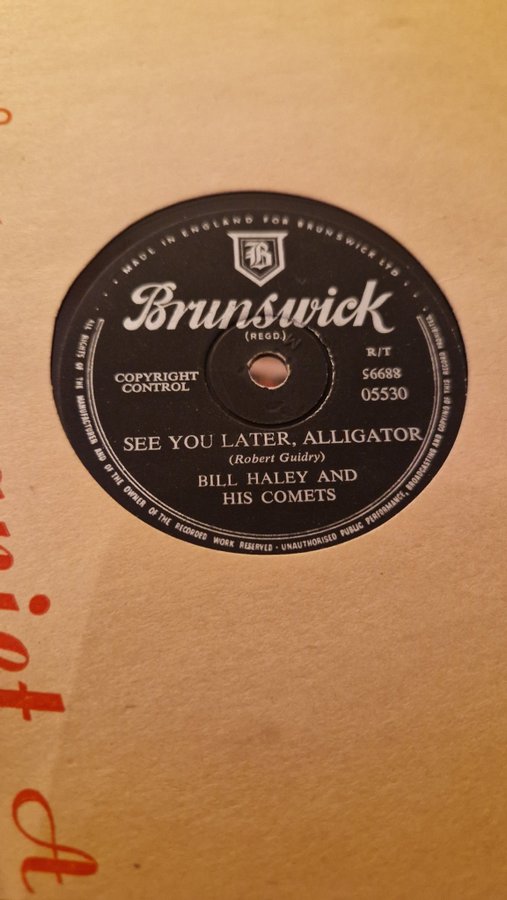 MADE IN ENGLAND FOR BRUNSWICK LTD
B
Brunswick
(REGD.)
R/T
COPYRIGHT
CONTROL
S6688
05530
SEE YOU LATER, ALLIGATOR
(Robert Guidry)
BILL HALEY AND
HIS COMETS
ALL RIGHTS OF THE MANUFACTURER AND OF THE OWNER OF THE RECORDED WORK RESERVED · UNAUTHORISED PUBLIC PERFORMANCE, BROADCASTING AND COPYING OF THIS RECORD PROHIBITED